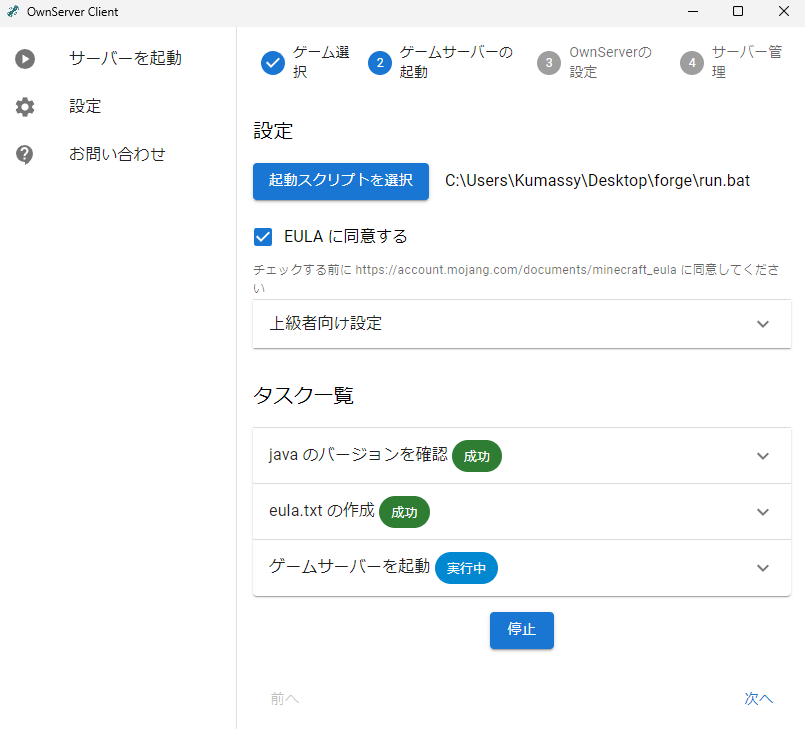 OwnServer Client
サーバーを起動
設定
お問い合わせ
ゲーム選
択
2
ゲームサーバーの
起動
3
OwnServerの
設定
4
サーバー管
理
設定
起動スクリプトを選択
C:\Users\Kumassy\Desktop\forge\run.bat
EULA に同意する
チェックする前に https://account.mojang.com/documents/minecraft_eula に同意してくださ
い
上級者向け設定
タスク一覧
java のバージョンを確認 成功
eula.txt の作成 成功
ゲームサーバーを起動 実行中
停止
前へ
次へ